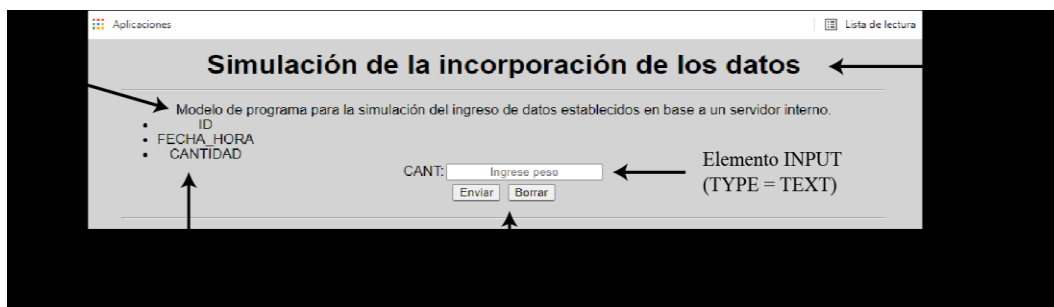 Aplicaciones
Lista de lectura
Simulación de la incorporación de los datos
Modelo de programa para la simulación del ingreso de datos establecidos en base a un servidor interno.
• ID
• FECHA_HORA
• CANTIDAD
CANT: Ingrese peso
Elemento INPUT
(TYPE = TEXT)
Enviar Borrar